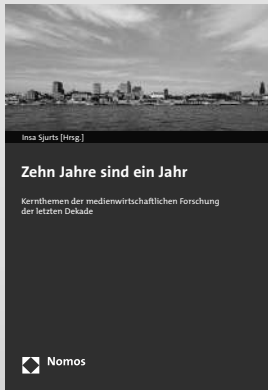 Insa Sjurts [Hrsg.]
Zehn Jahre sind ein Jahr
Kernthemen der medienwirtschaftlichen Forschung
der letzten Dekade
Nomos